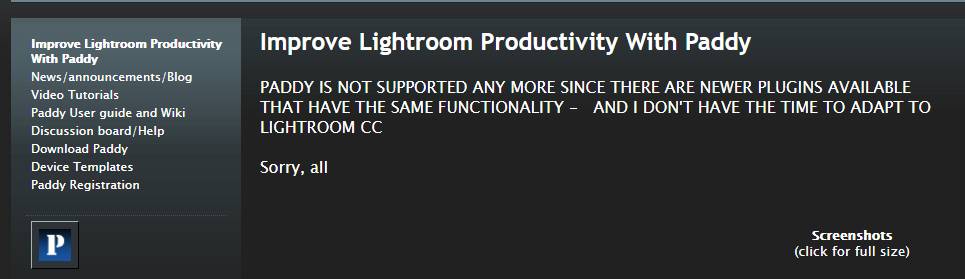 Improve Lightroom Productivity
With Paddy
News/announcements/Blog
Video Tutorials
Paddy User guide and Wiki
Discussion board/Help
Download Paddy
Device Templates
Paddy Registration
P
Improve Lightroom Productivity With Paddy
PADDY IS NOT SUPPORTED ANY MORE SINCE THERE ARE NEWER PLUGINS AVAILABLE
THAT HAVE THE SAME FUNCTIONALITY - AND I DON'T HAVE THE TIME TO ADAPT TO
LIGHTROOM CC
Sorry, all
Screenshots
(click for full size)